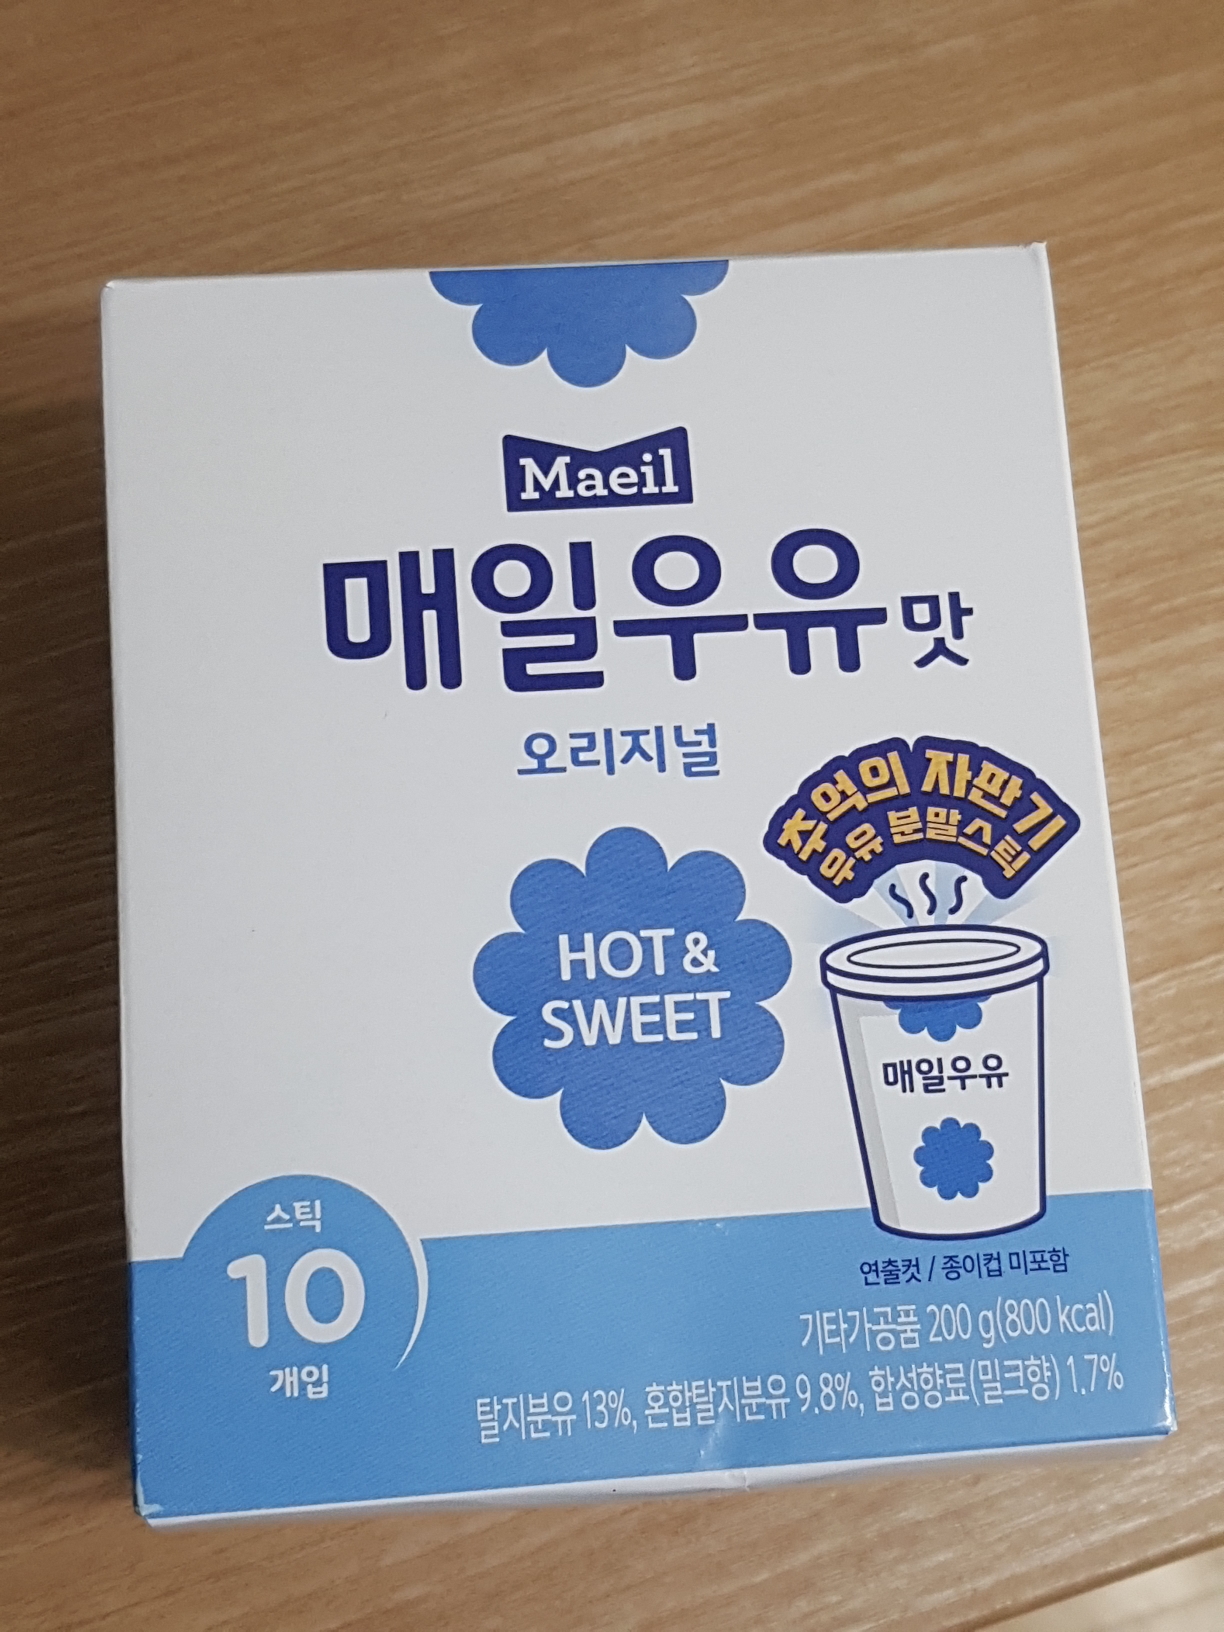 Maeil
매일우유맛
오리지널
추억의 자판기
우유 분말스틱
HOT &
SWEET
매일우유
스틱
10
개입
연출컷 / 종이컵 미포함
기타가공품 200 g(800 kcal)
탈지분유 13%, 혼합탈지분유 9.8%, 합성향료(밀크향) 1.7%